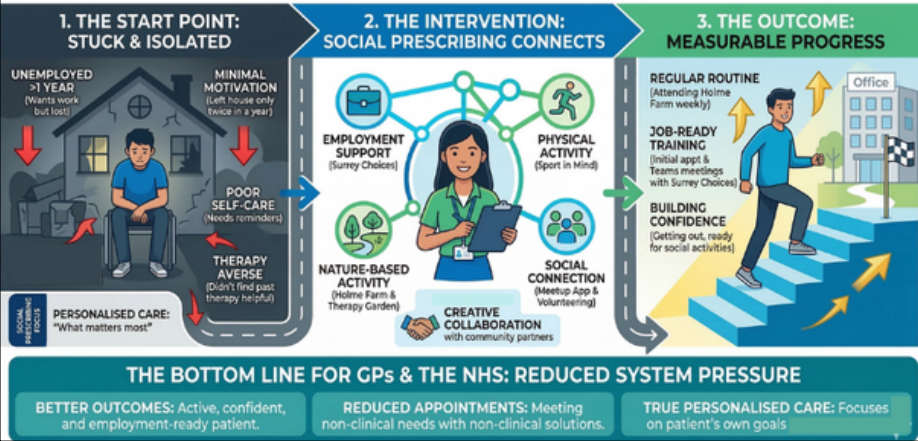 1. THE START POINT:
STUCK & ISOLATED
UNEMPLOYED
>1 YEAR
(Wants work
but lost)
MINIMAL
MOTIVATION
(Left house only
twice in a year)
POOR
SELF-CARE
(Needs reminders)
THERAPY
AVERSE
(Didn't find past
therapy helpful)
SOCIAL
PRESCRIBING
FOCUS
PERSONALISED CARE:
"What matters most"
2. THE INTERVENTION:
SOCIAL PRESCRIBING CONNECTS
EMPLOYMENT
SUPPORT
(Surrey Choices)
PHYSICAL
ACTIVITY
(Sport in Mind)
NATURE-BASED
ACTIVITY
(Holme Farm &
Therapy Garden)
SOCIAL
CONNECTION
(Meetup App &
Volunteering)
CREATIVE
COLLABORATION
with community partners
3. THE OUTCOME:
MEASURABLE PROGRESS
REGULAR ROUTINE
(Attending Holme
Farm weekly)
JOB-READY
TRAINING
(Initial appt &
Teams meetings
with Surrey Choices)
BUILDING
CONFIDENCE
(Getting out, ready
for social activities)
Office
THE BOTTOM LINE FOR GPs & THE NHS: REDUCED SYSTEM PRESSURE
BETTER OUTCOMES: Active, confident,
and employment-ready patient.
REDUCED APPOINTMENTS: Meeting
non-clinical needs with non-clinical solutions.
TRUE PERSONALISED CARE: Focuses
on patient's own goals